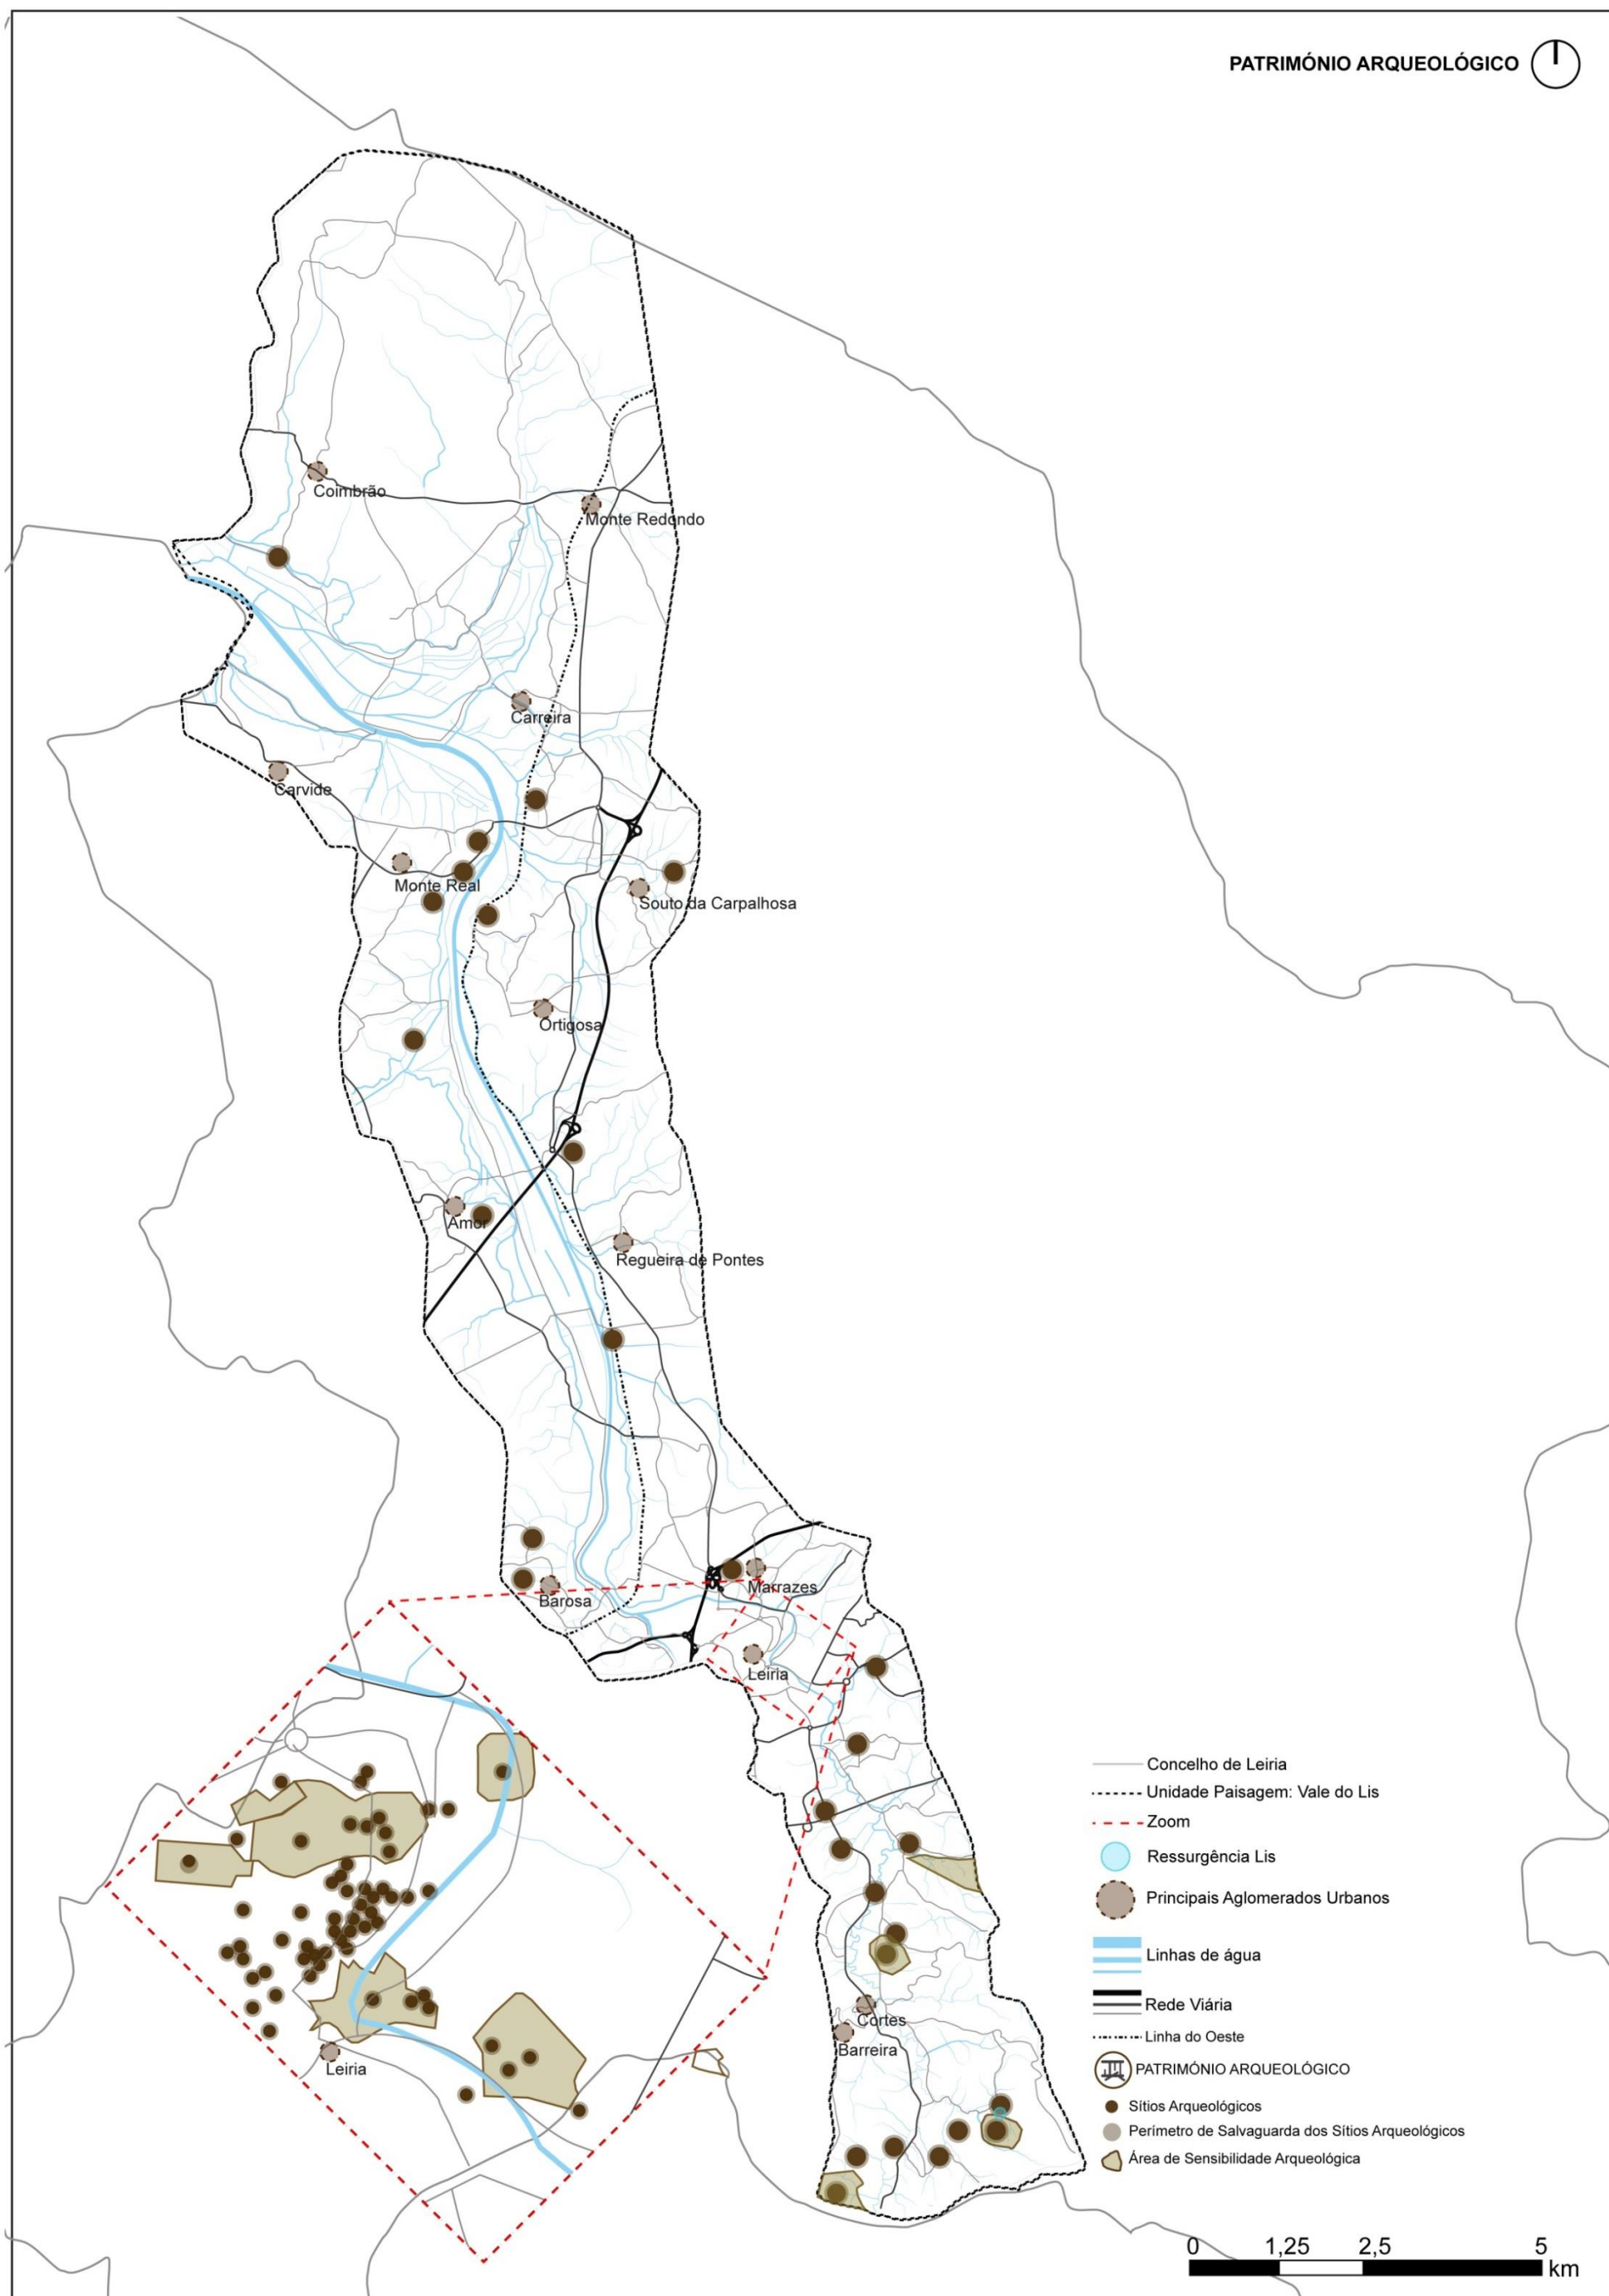 PATRIMÓNIO ARQUEOLÓGICO
Coimbrão
Monte Redondo
Carreira
Carvide
Monte Real
Souto da Carpalhosa
Ortigosa
Amor
Regueira de Pontes
Marrazes
Barosa
Leiria
Cortes
Barreira
Leiria
Concelho de Leiria
Unidade Paisagem: Vale do Lis
Zoom
Ressurgência Lis
Principais Aglomerados Urbanos
Linhas de água
Rede Viária
Linha do Oeste
PATRIMÓNIO ARQUEOLÓGICO
Sítios Arqueológicos
Perímetro de Salvaguarda dos Sítios Arqueológicos
Área de Sensibilidade Arqueológica
0 1,25 2,5 5
km